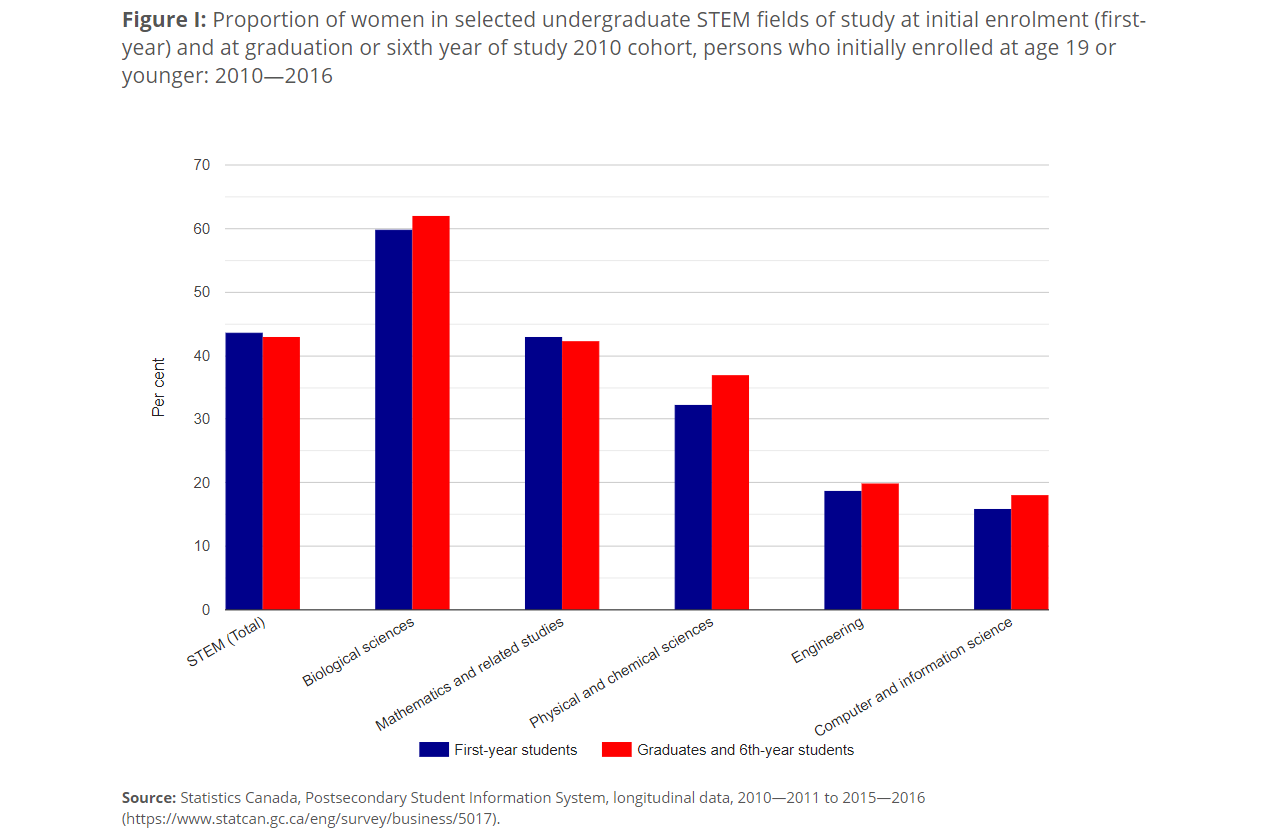 Figure I: Proportion of women in selected undergraduate STEM fields of study at initial enrolment (first-
year) and at graduation or sixth year of study 2010 cohort, persons who initially enrolled at age 19 or
younger: 2010—2016
70
60
50
40
30
20
10
0
Per cent
STEM (Total)
Biological sciences
Mathematics and related studies
Physical and chemical sciences
Engineering
Computer and information science
First-year students
Graduates and 6th-year students
Source: Statistics Canada, Postsecondary Student Information System, longitudinal data, 2010—2011 to 2015—2016
(https://www.statcan.gc.ca/eng/survey/business/5017).